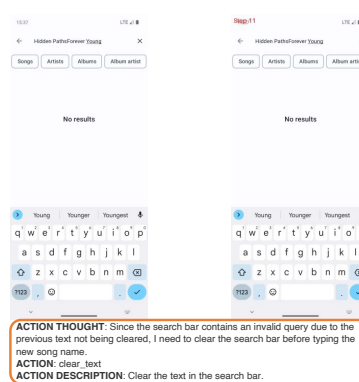 15:37 LTE
Hidden PathsForever Young
Songs Artists Albums Album artist
No results
Young Younger Youngest
q w e r t y u i o p
a s d f g h j k l
z x c v b n m
?123 , .
Step:11
LTE
Hidden PathsForever Young
Songs Artists Albums Album artis
No results
Young Younger Youngest
q w e r t y u i o
a s d f g h j k l
z x c v b n m
?123 , .
ACTION THOUGHT: Since the search bar contains an invalid query due to the
previous text not being cleared, I need to clear the search bar before typing the
new song name.
ACTION: clear_text
ACTION DESCRIPTION: Clear the text in the search bar.